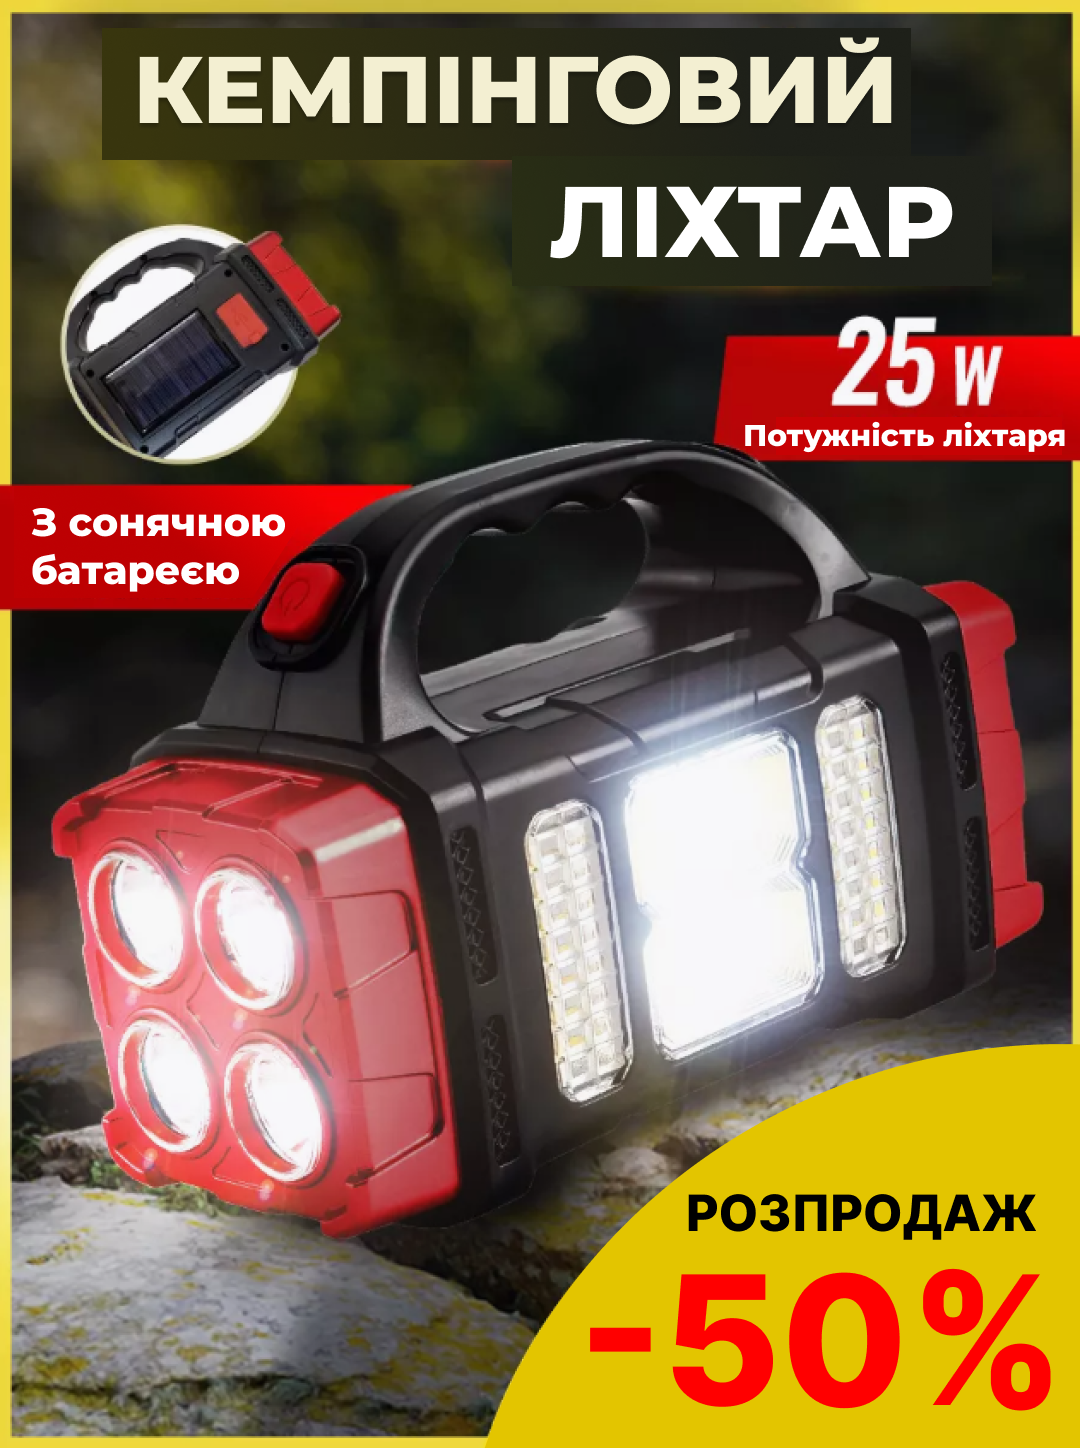 КЕМПІНГОВИЙ
ЛІХТАР
25 W
Потужність ліхтаря
З сонячною
батареєю
РОЗПРОДАЖ
-50%